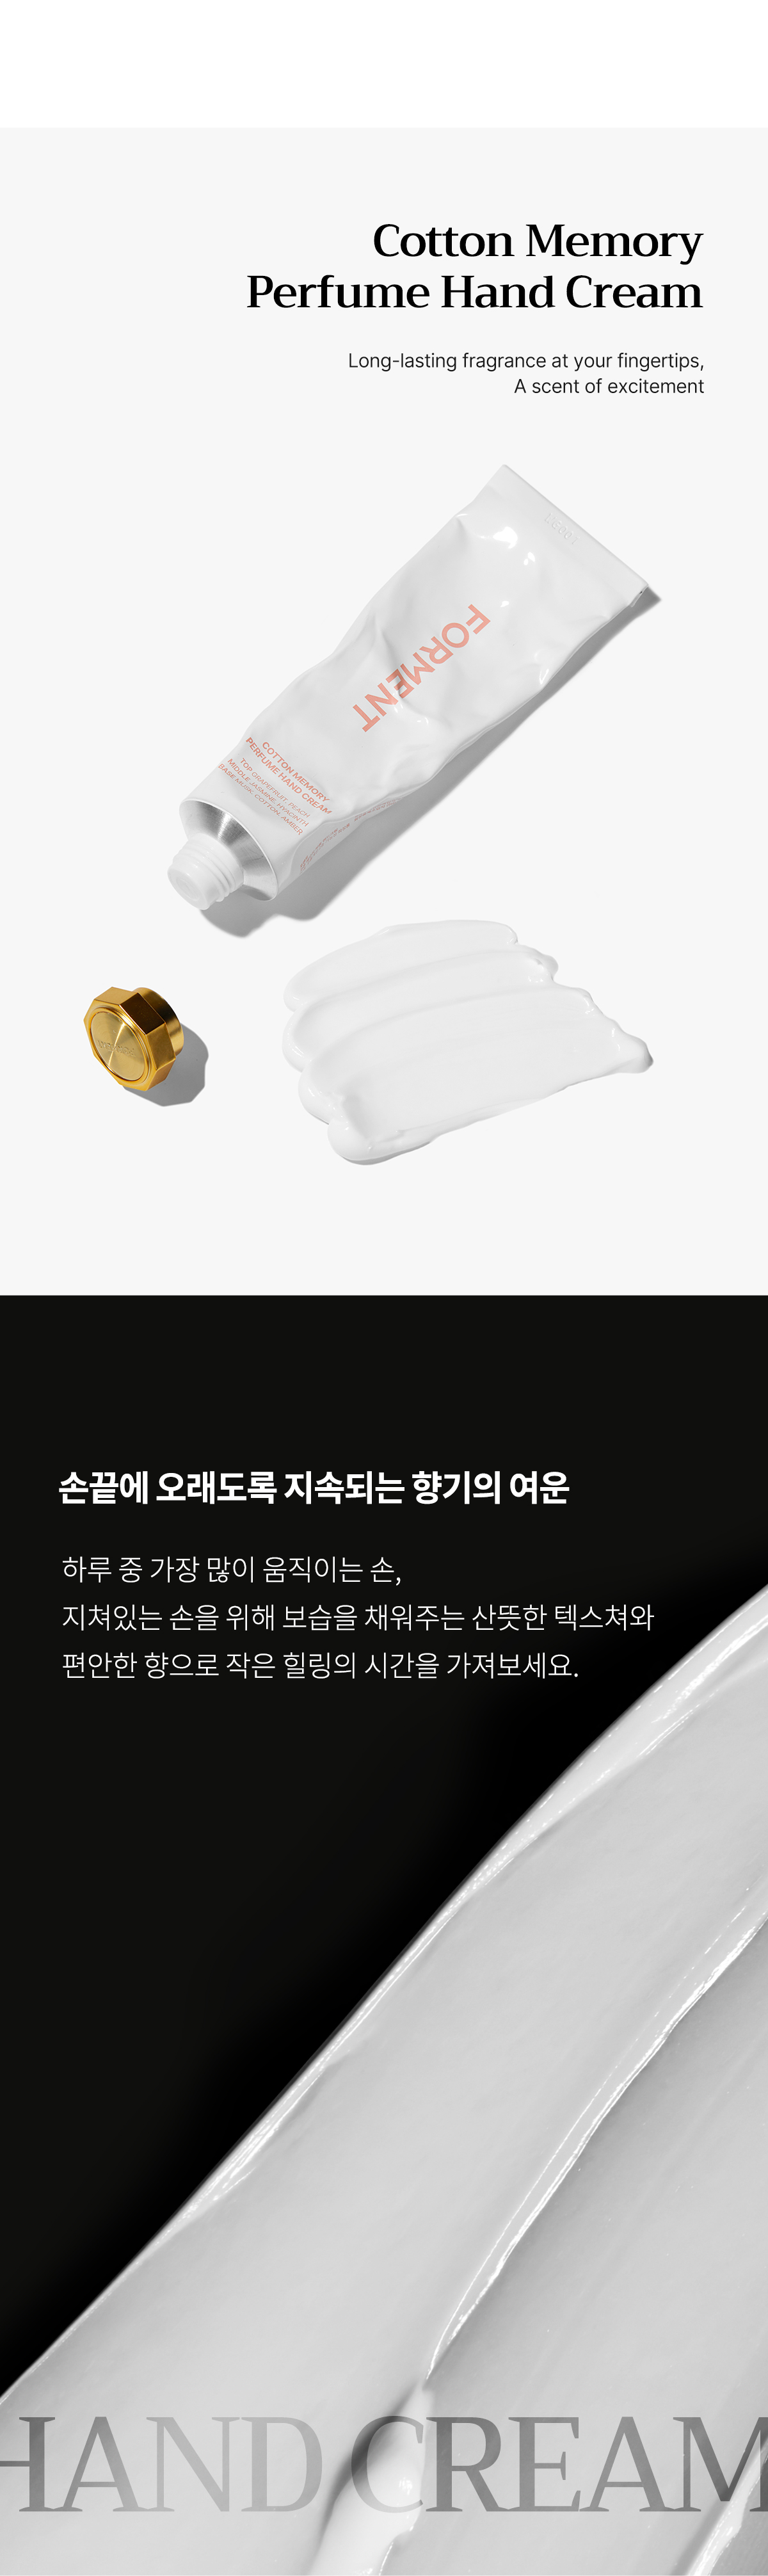 Cotton Memory
Perfume Hand Cream
Long-lasting fragrance at your fingertips,
A scent of excitement
FORMENT
COTTON MEMORY
PERFUME HAND CREAM
TOP GRAPEFRUIT, PEACH
MIDDLE JASMINE, HYACINTH
BASE MUSK, COTTON, AMBER
손끝에 오래도록 지속되는 향기의 여운
하루 중 가장 많이 움직이는 손,
지쳐있는 손을 위해 보습을 채워주는 산뜻한 텍스쳐와
편안한 향으로 작은 힐링의 시간을 가져보세요.
HAND CREAM